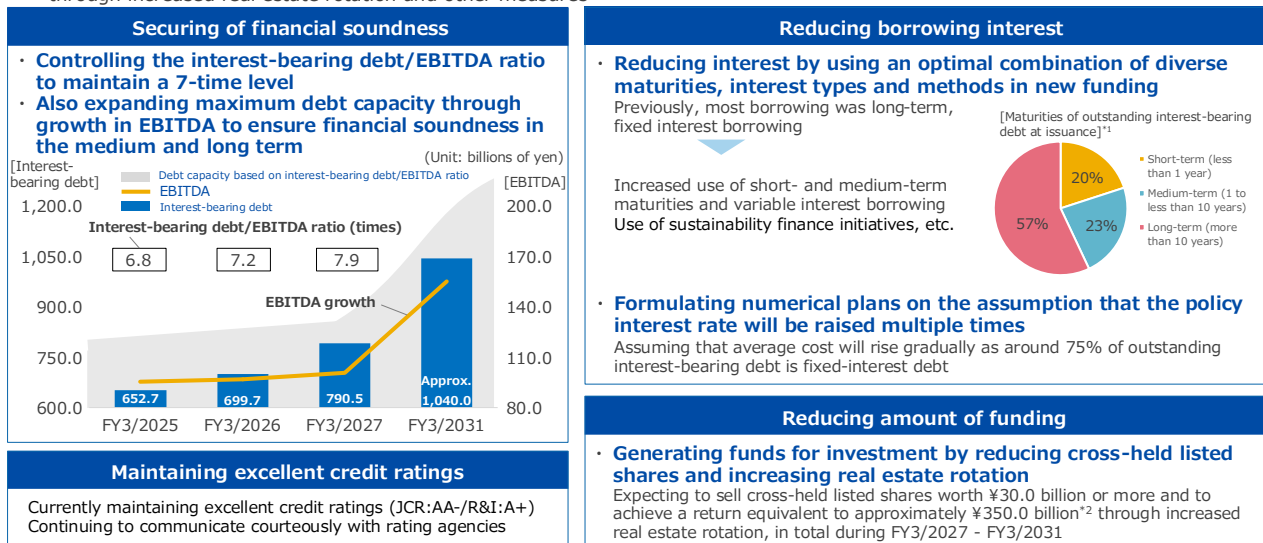 through increased real estate rotation and other measures
Securing of financial soundness
・ Controlling the interest-bearing debt/EBITDA ratio
to maintain a 7-time level
・ Also expanding maximum debt capacity through
growth in EBITDA to ensure financial soundness in
the medium and long term
(Unit: billions of yen)
[Interest-
bearing debt]
Debt capacity based on interest-bearing debt/EBITDA ratio
EBITDA
Interest-bearing debt
[EBITDA]
1,200.0
1,050.0
900.0
750.0
600.0
200.0
170.0
140.0
110.0
80.0
Interest-bearing debt/EBITDA ratio (times)
6.8
7.2
7.9
EBITDA growth
652.7
699.7
790.5
Approx.
1,040.0
FY3/2025
FY3/2026
FY3/2027
FY3/2031
Maintaining excellent credit ratings
Currently maintaining excellent credit ratings (JCR:AA-/R&I:A+)
Continuing to communicate courteously with rating agencies
Reducing borrowing interest
・ Reducing interest by using an optimal combination of diverse
maturities, interest types and methods in new funding
Previously, most borrowing was long-term,
fixed interest borrowing
Increased use of short- and medium-term
maturities and variable interest borrowing
Use of sustainability finance initiatives, etc.
[Maturities of outstanding interest-bearing
debt at issuance]*1
20%
23%
57%
Short-term (less
than 1 year)
Medium-term (1 to
less than 10 years)
Long-term (more
than 10 years)
・ Formulating numerical plans on the assumption that the policy
interest rate will be raised multiple times
Assuming that average cost will rise gradually as around 75% of outstanding
interest-bearing debt is fixed-interest debt
Reducing amount of funding
・ Generating funds for investment by reducing cross-held listed
shares and increasing real estate rotation
Expecting to sell cross-held listed shares worth ¥30.0 billion or more and to
achieve a return equivalent to approximately ¥350.0 billion*2 through increased
real estate rotation, in total during FY3/2027 - FY3/2031